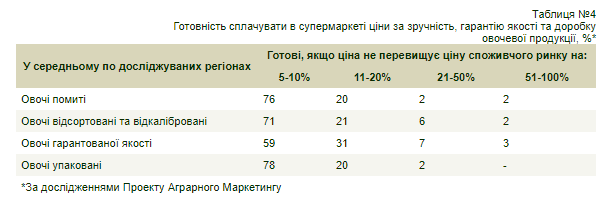 Таблиця №4
Готовність сплачувати в супермаркеті ціни за зручність, гарантію якості та доробку
овочевої продукції, %*
У середньому по досліджуваних регіонах
Готові, якщо ціна не перевищує ціну споживчого ринку на:
5-10% 11-20% 21-50% 51-100%
Овочі помиті 76 20 2 2
Овочі відсортовані та відкалібровані 71 21 6 2
Овочі гарантованої якості 59 31 7 3
Овочі упаковані 78 20 2 -
*За дослідженнями Проекту Аграрного Маркетингу